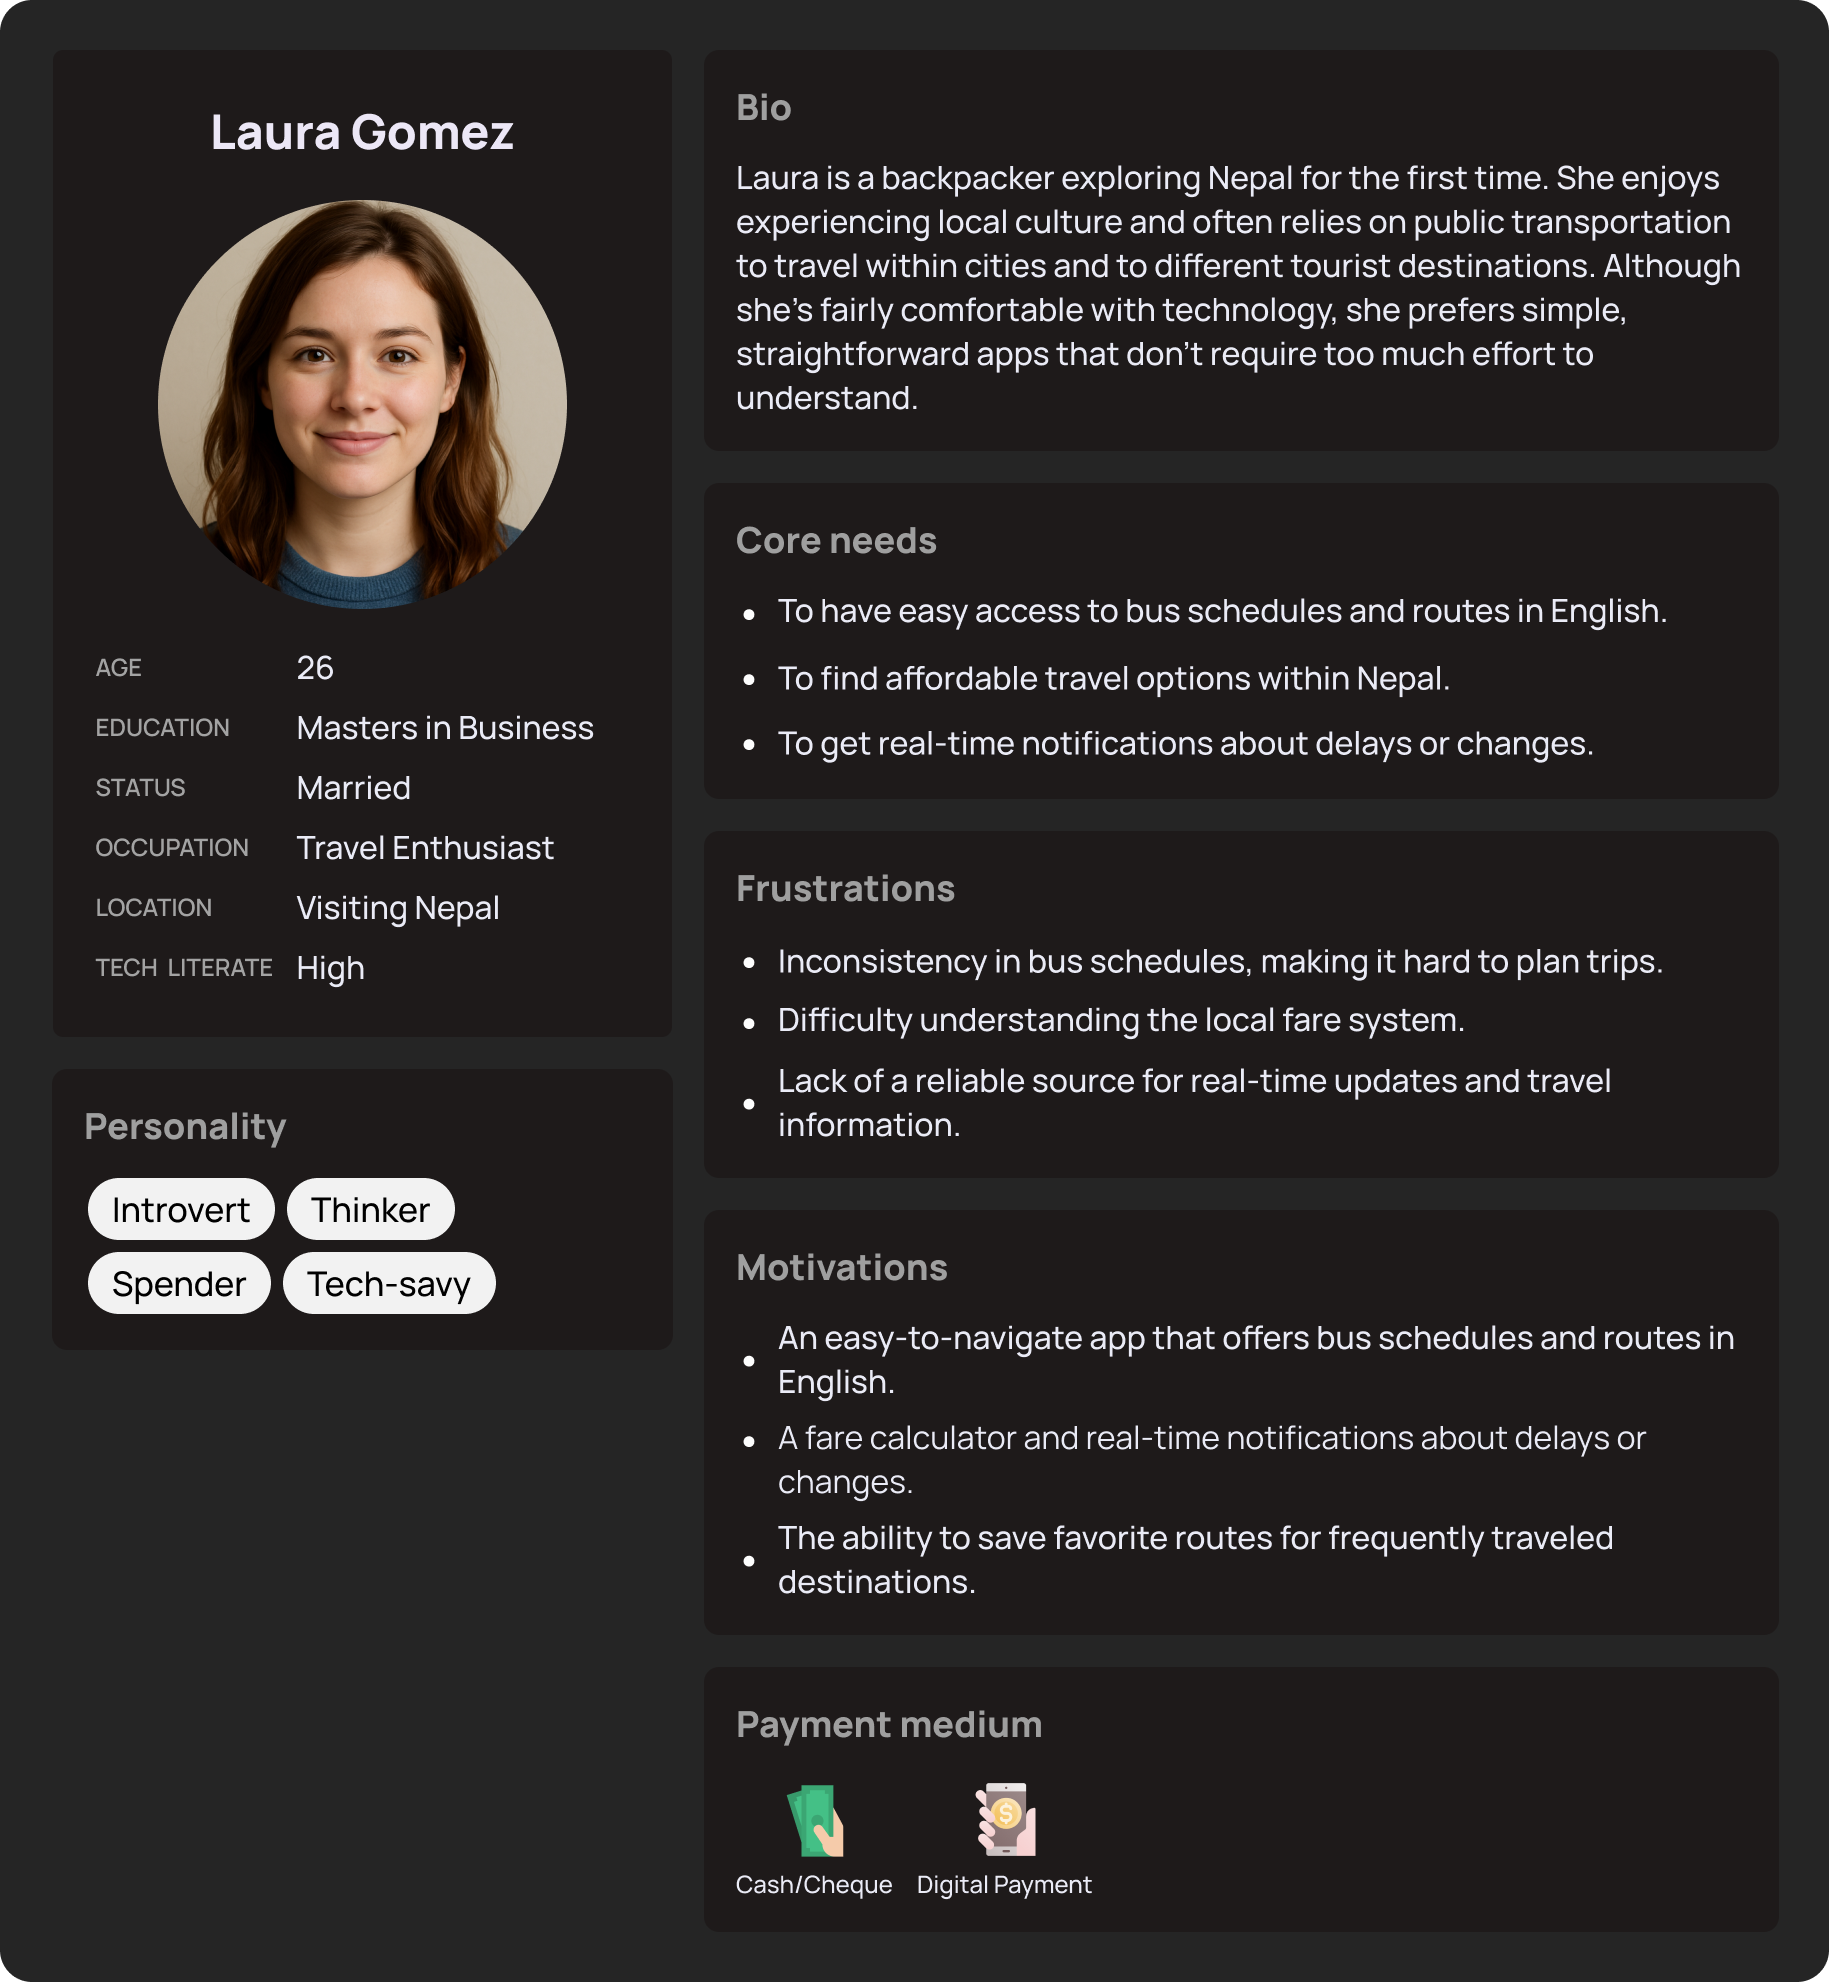 Laura Gomez
AGE 26
EDUCATION Masters in Business
STATUS Married
OCCUPATION Travel Enthusiast
LOCATION Visiting Nepal
TECH LITERATE High
Personality
Introvert Thinker
Spender Tech-savy
Bio
Laura is a backpacker exploring Nepal for the first time. She enjoys
experiencing local culture and often relies on public transportation
to travel within cities and to different tourist destinations. Although
she’s fairly comfortable with technology, she prefers simple,
straightforward apps that don’t require too much effort to
understand.
Core needs
• To have easy access to bus schedules and routes in English.
• To find affordable travel options within Nepal.
• To get real-time notifications about delays or changes.
Frustrations
• Inconsistency in bus schedules, making it hard to plan trips.
• Difficulty understanding the local fare system.
• Lack of a reliable source for real-time updates and travel
information.
Motivations
• An easy-to-navigate app that offers bus schedules and routes in
English.
• A fare calculator and real-time notifications about delays or
changes.
• The ability to save favorite routes for frequently traveled
destinations.
Payment medium
$
Cash/Cheque Digital Payment